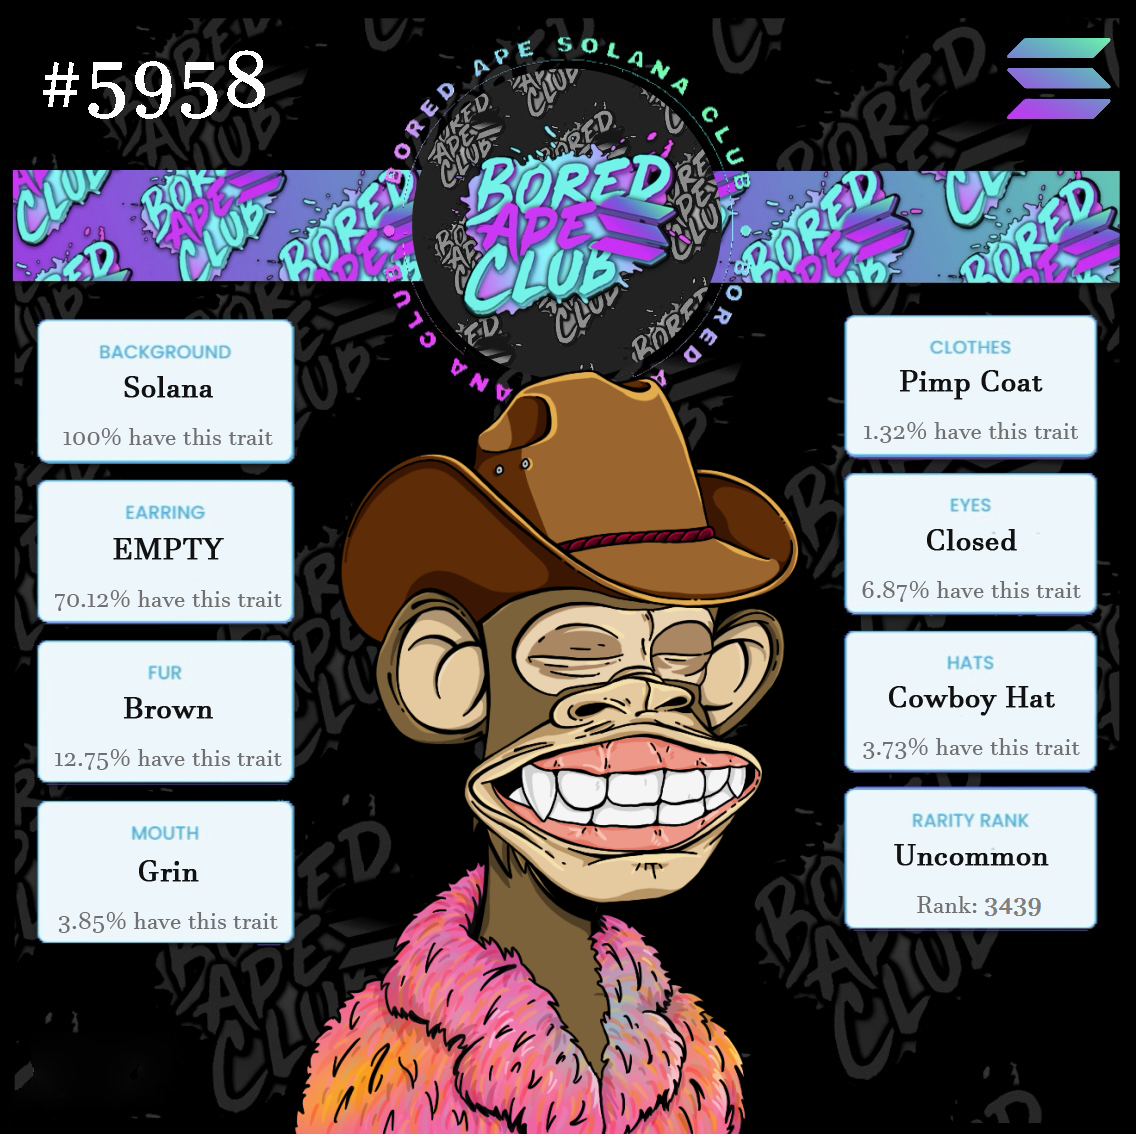 #5958
BORED APE SOLANA CLUB
BORED
APE
CLUB
BACKGROUND
Solana
100% have this trait
EARRING
EMPTY
70.12% have this trait
FUR
Brown
12.75% have this trait
MOUTH
Grin
3.85% have this trait
CLOTHES
Pimp Coat
1.32% have this trait
EYES
Closed
6.87% have this trait
HATS
Cowboy Hat
3.73% have this trait
RARITY RANK
Uncommon
Rank: 3439